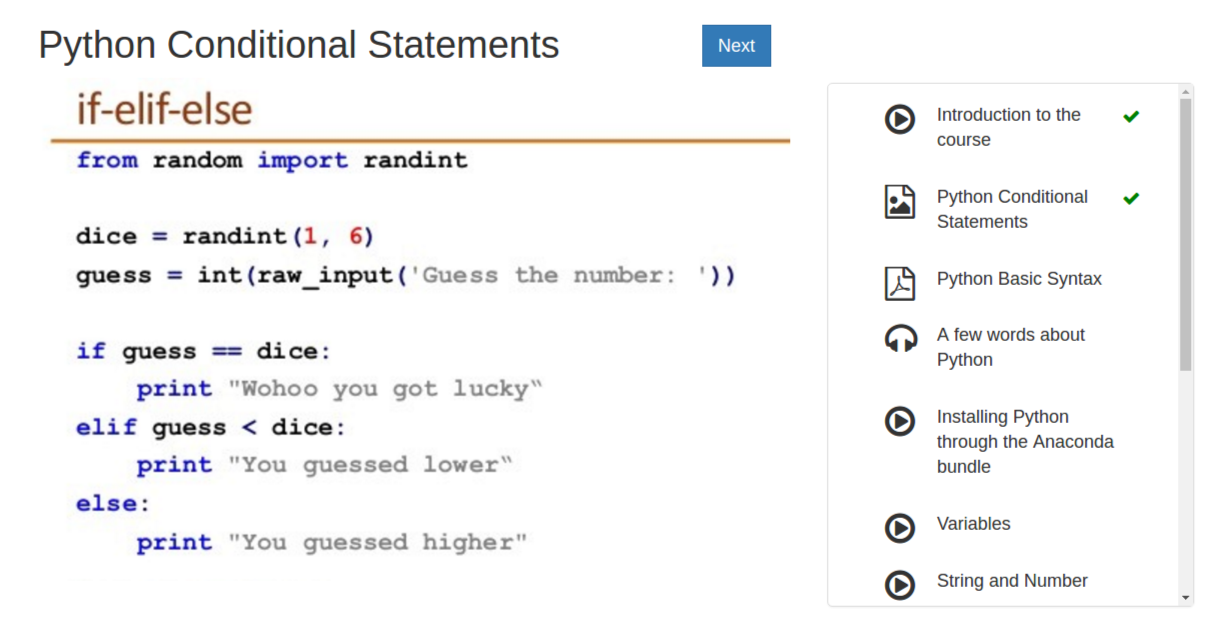 Python Conditional Statements
Next
if-elif-else
from random import randint
dice = randint(1, 6)
guess = int(raw_input('Guess the number: '))
if guess == dice:
    print "Wohoo you got lucky“
elif guess < dice:
    print "You guessed lower“
else:
    print "You guessed higher"
Introduction to the
course
Python Conditional
Statements
Python Basic Syntax
A few words about
Python
Installing Python
through the Anaconda
bundle
Variables
String and Number